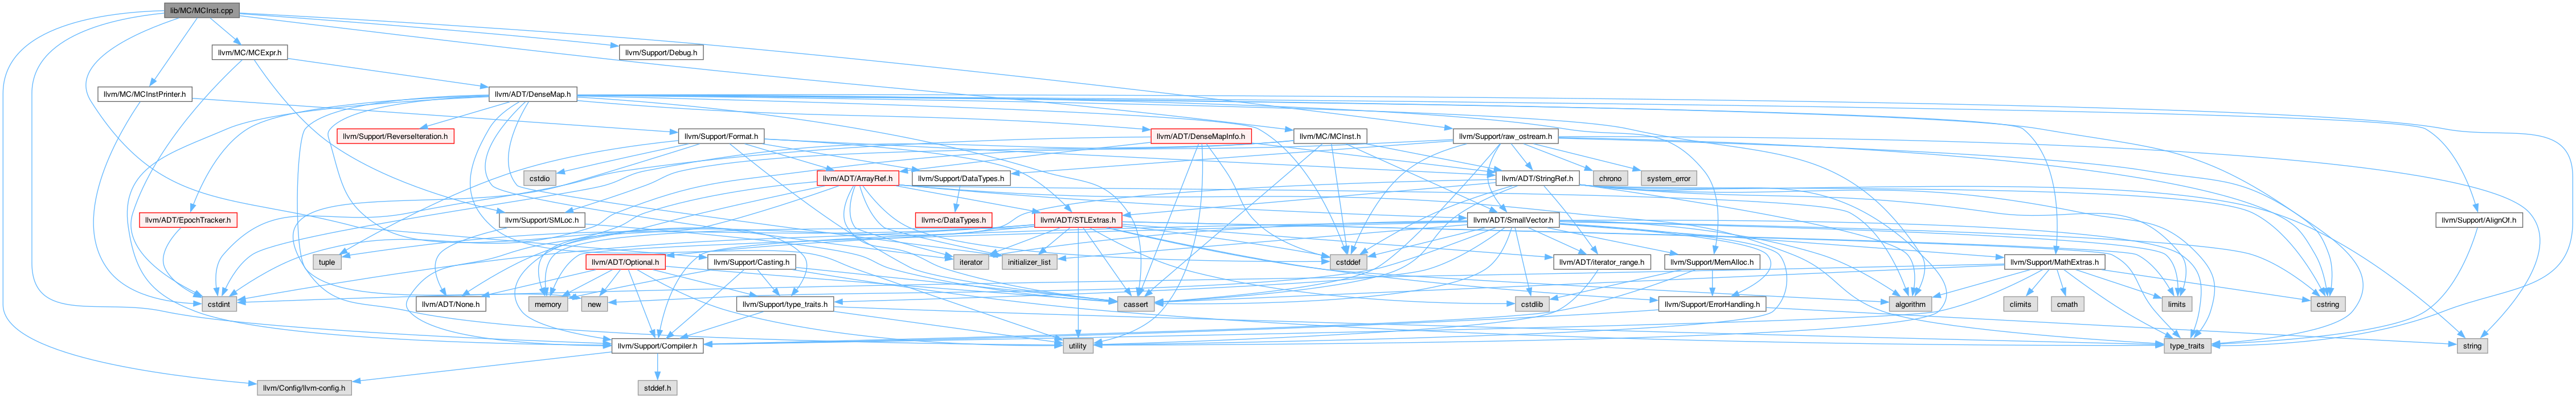 lib/MC/MCInst.cpp
llvm/MC/MCExpr.h
llvm/Support/Debug.h
llvm/MC/MCInstPrinter.h
llvm/ADT/DenseMap.h
llvm/Support/ReverseIteration.h
llvm/Support/Format.h
llvm/ADT/DenseMapInfo.h
llvm/MC/MCInst.h
llvm/Support/raw_ostream.h
cstdio
llvm/ADT/ArrayRef.h
llvm/Support/DataTypes.h
llvm/ADT/StringRef.h
chrono
system_error
llvm/ADT/EpochTracker.h
llvm/Support/SMLoc.h
llvm-c/DataTypes.h
llvm/ADT/STLExtras.h
llvm/ADT/SmallVector.h
llvm/Support/AlignOf.h
tuple
llvm/ADT/Optional.h
llvm/Support/Casting.h
iterator
initializer_list
cstddef
llvm/ADT/iterator_range.h
llvm/Support/MemAlloc.h
llvm/Support/MathExtras.h
cstdint
llvm/ADT/None.h
memory
new
llvm/Support/type_traits.h
cassert
cstdlib
llvm/Support/ErrorHandling.h
algorithm
climits
cmath
limits
cstring
llvm/Support/Compiler.h
utility
type_traits
string
llvm/Config/llvm-config.h
stddef.h